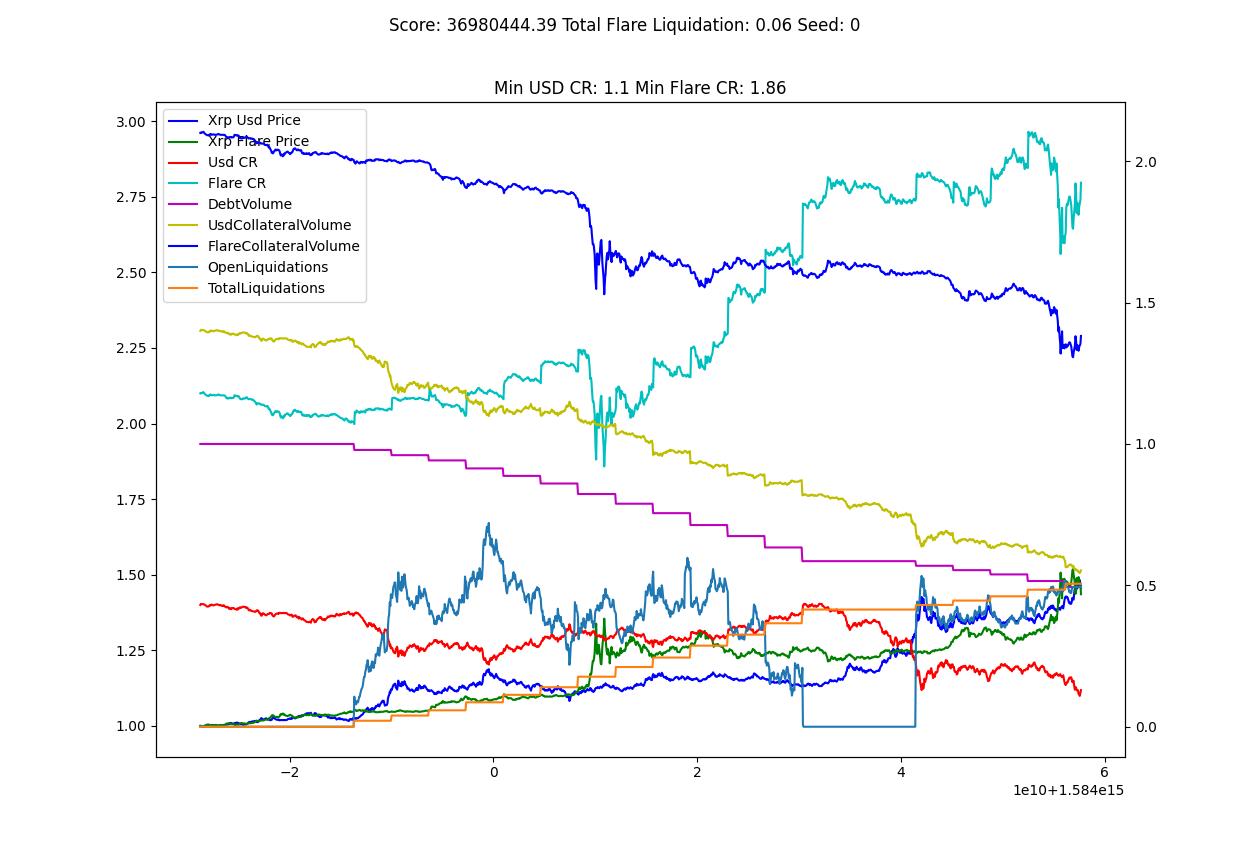 Score: 36980444.39 Total Flare Liquidation: 0.06 Seed: 0
Min USD CR: 1.1 Min Flare CR: 1.86
Xrp Usd Price
Xrp Flare Price
Usd CR
Flare CR
DebtVolume
UsdCollateralVolume
FlareCollateralVolume
OpenLiquidations
TotalLiquidations
3.00
2.75
2.50
2.25
2.00
1.75
1.50
1.25
1.00
2.0
1.5
1.0
0.5
0.0
−2
0
2
4
6
1e10+1.584e15